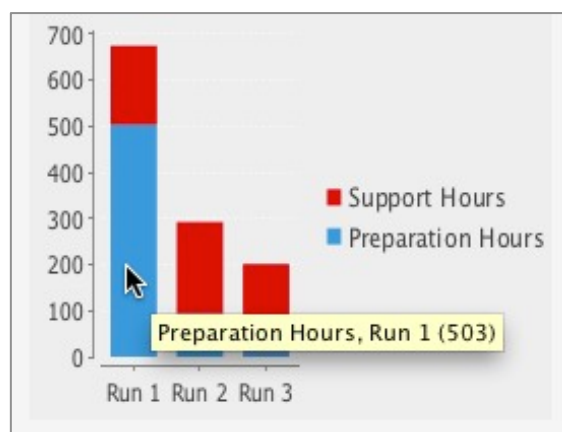 700
600
500
400
300
200
100
0
Support Hours
Preparation Hours
Preparation Hours, Run 1 (503)
Run 1 Run 2 Run 3